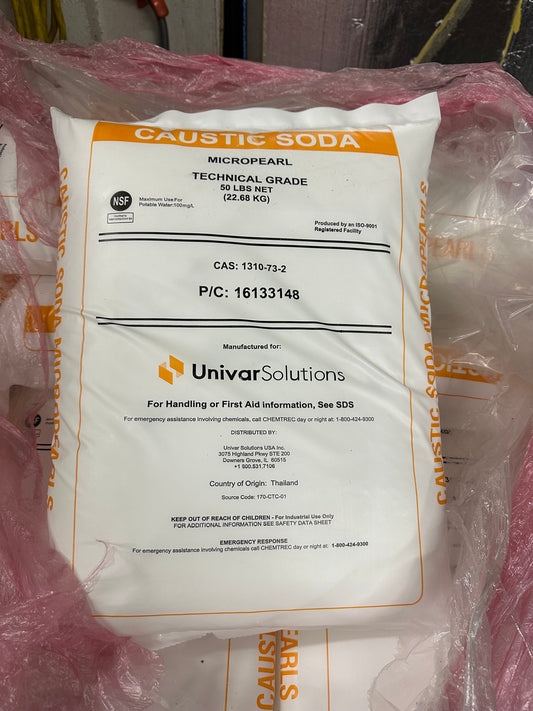 CAUSTIC SODA
MICROPEARL
TECHNICAL GRADE
50 LBS NET
(22.68 KG)
NSF
Maximum Use For
Potable Water:100mg/L
Produced by an ISO-9001
Registered Facility
CAS: 1310-73-2
P/C: 16133148
Manufactured for:
UnivarSolutions
For Handling or First Aid information, See SDS
For emergency assistance involving chemicals, call CHEMTREC day or night at: 1-800-424-9300
DISTRIBUTED BY:
Univar Solutions USA Inc.
3075 Highland Pkwy STE 200
Downers Grove, IL 60515
+1 800.531.7106
Country of Origin: Thailand
Source Code: 170-CTC-01
KEEP OUT OF REACH OF CHILDREN - For Industrial Use Only
FOR ADDITIONAL INFORMATION SEE SAFETY DATA SHEET
EMERGENCY RESPONSE
For emergency assistance involving chemicals call CHEMTREC day or night at: 1-800-424-9300
CAUSTIC SODA MICROPEARLS
CAUSTIC SODA MICROPEARLS
CAUSTIC
EARLS